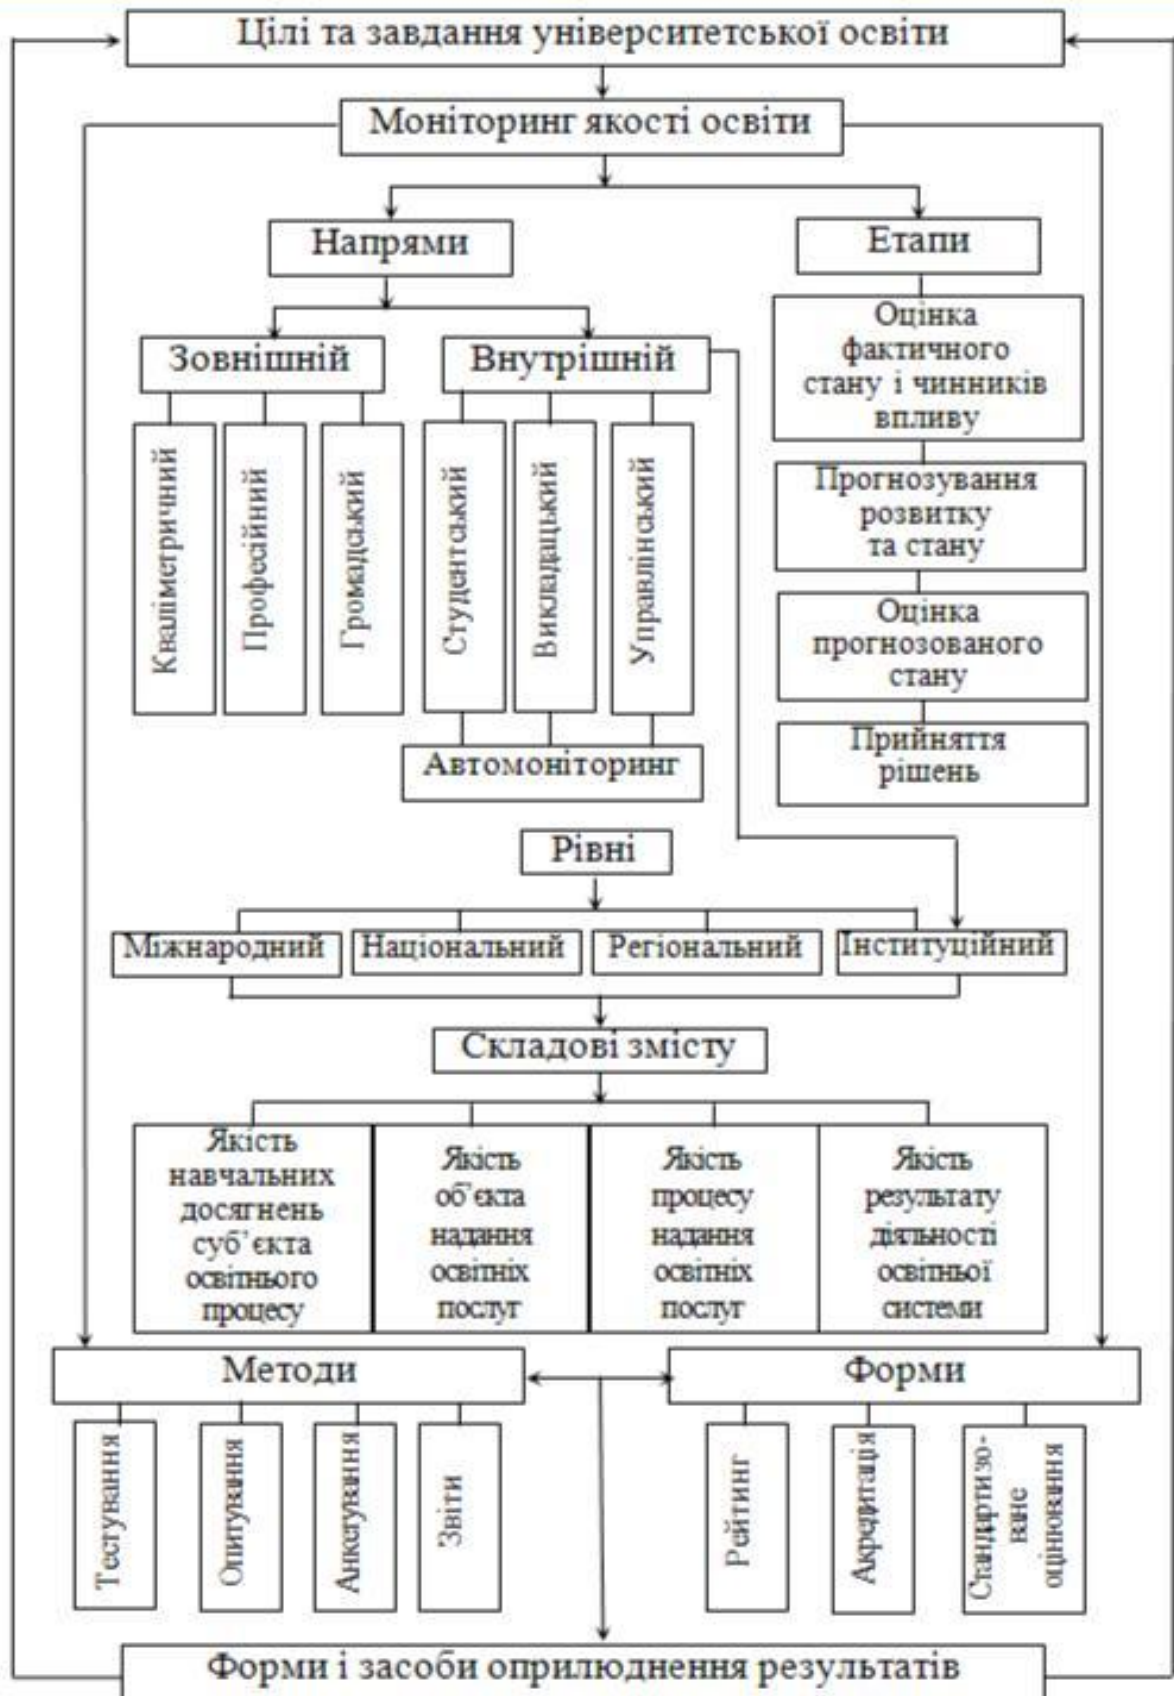 Цілі та завдання університетської освіти
Моніторинг якості освіти
Напрями
Етапи
Зовнішній
Внутрішній
Кваліметричний
Професійний
Громадський
Студентський
Викладацький
Управлінський
Автомоніторинг
Оцінка
фактичного
стану і чинників
впливу
Прогнозування
розвитку
та стану
Оцінка
прогнозованого
стану
Прийняття
рішень
Рівні
Міжнародний
Національний
Регіональний
Інституційний
Складові змісту
Якість
навчальних
досягнень
суб’єкта
освітнього
процесу
Якість
об’єкта
надання
освітніх
послуг
Якість
процесу
надання
освітніх
послуг
Якість
результату
діяльності
освітньої
системи
Методи
Форми
Тестування
Опитування
Анкетування
Звіти
Рейтинг
Акредитація
Стандартизо-
ване
оцінювання
Форми і засоби оприлюднення результатів